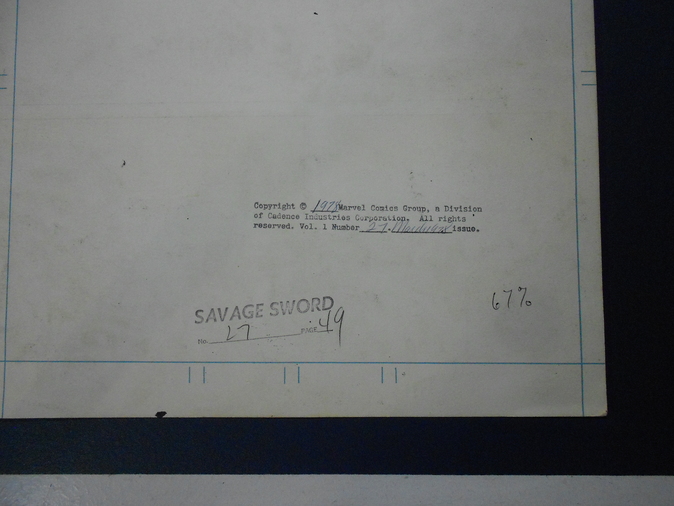 Copyright © 1978 Marvel Comics Group, a Division
of Cadence Industries Corporation. All rights
reserved. Vol. 1 Number 27. issue.
67%
SAVAGE SWORD
No. 27 PAGE 49